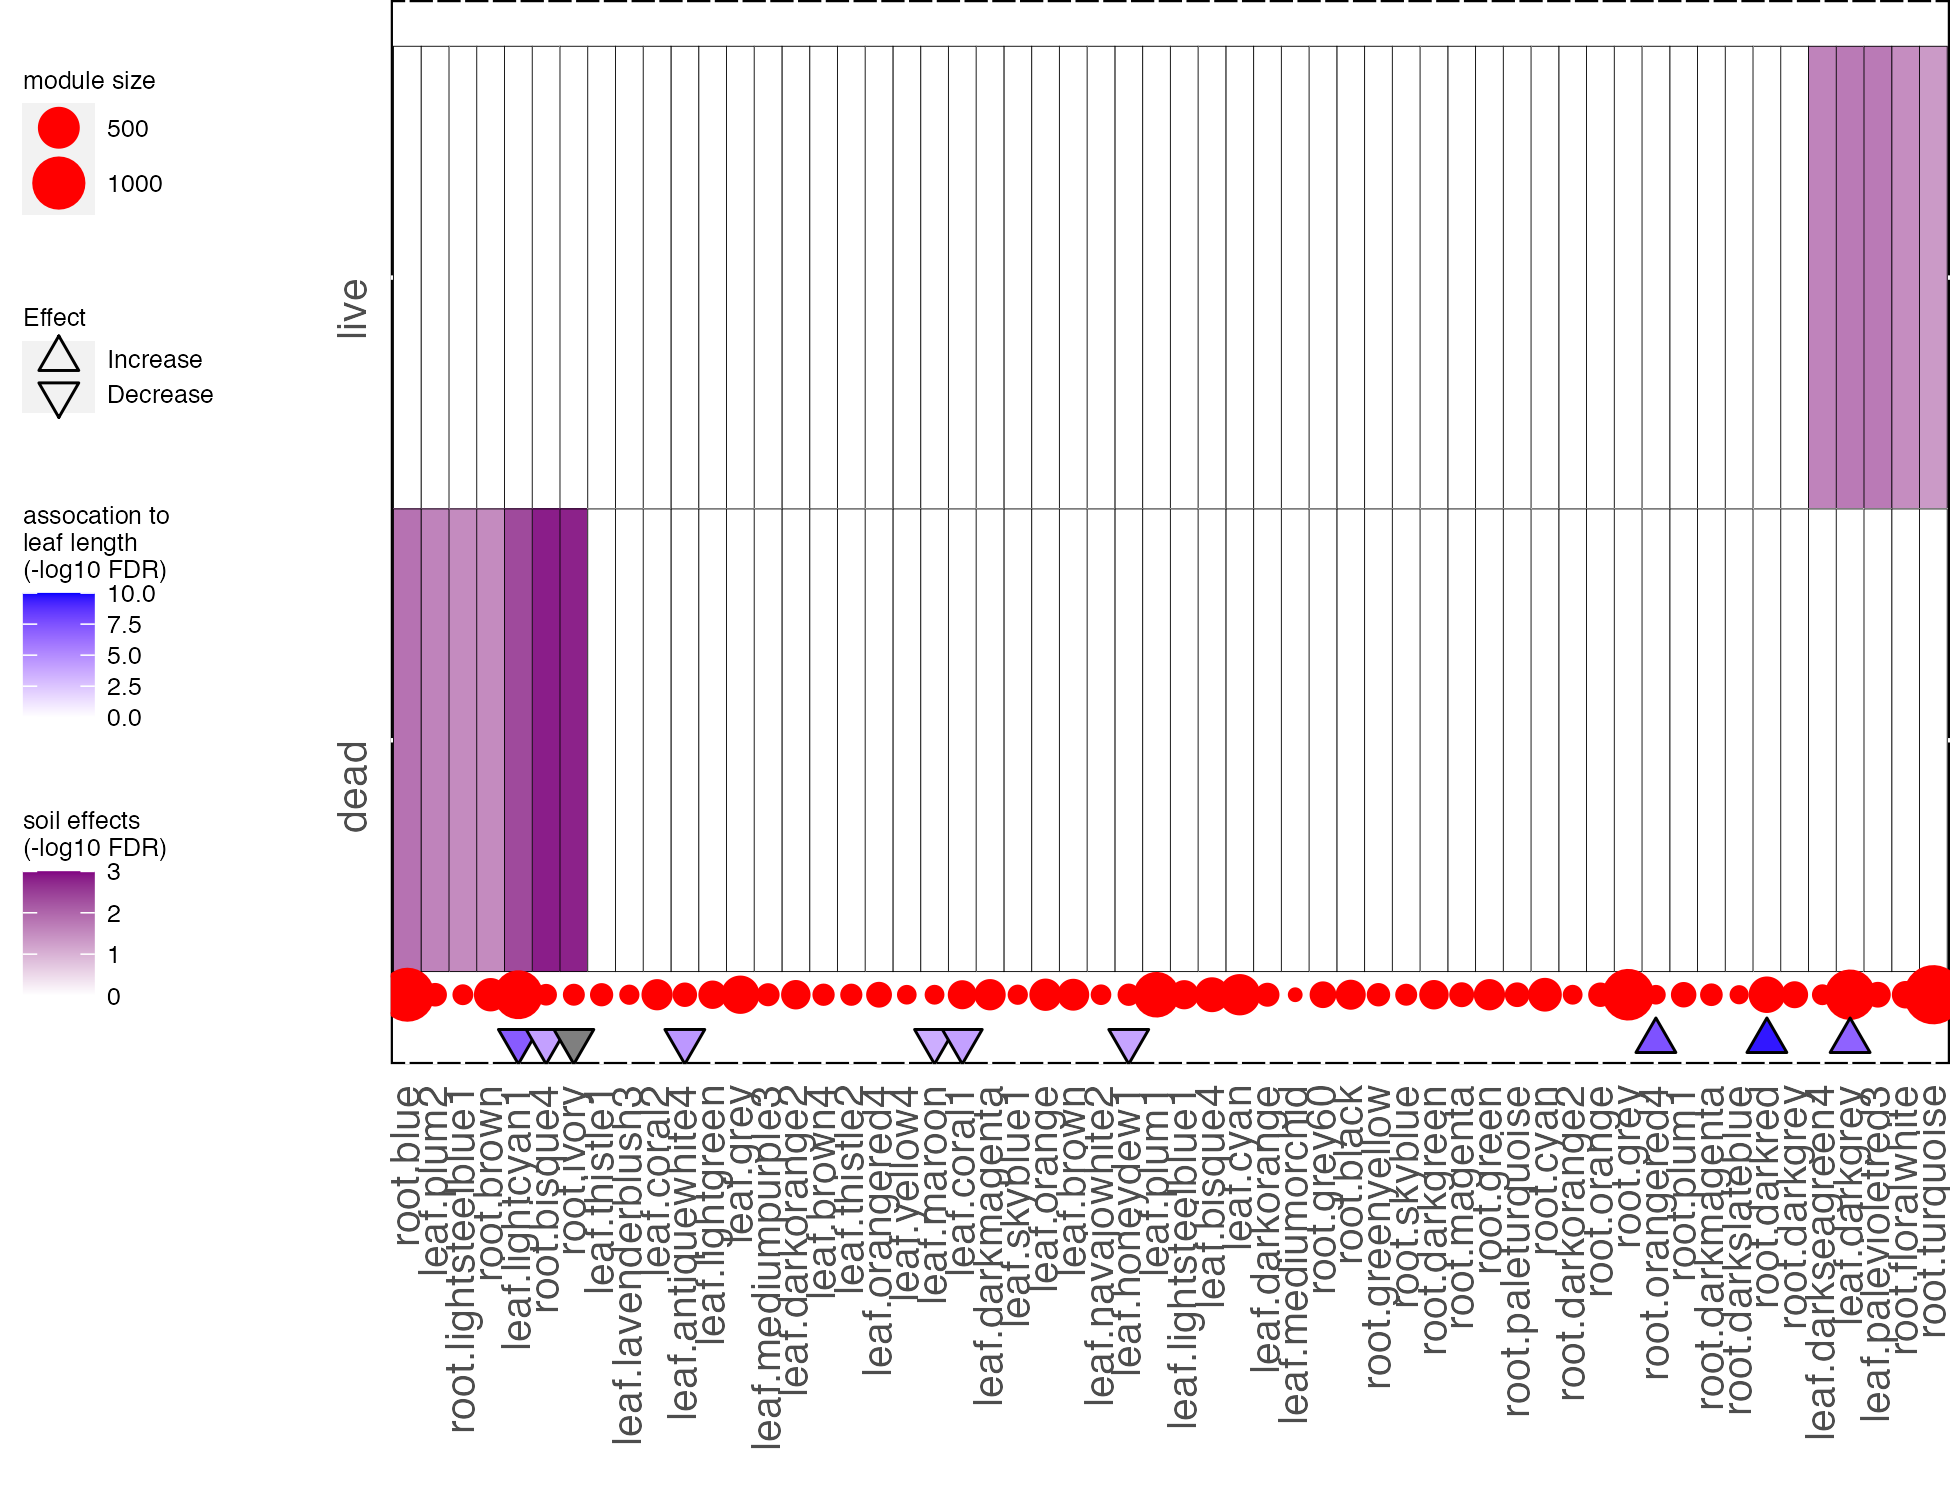 module size
500
1000
Effect
Increase
Decrease
assocation to
leaf length
(-log10 FDR)
10.0
7.5
5.0
2.5
0.0
soil effects
(-log10 FDR)
3
2
1
0
live
dead
root.blue
leaf.plum2
root.lightsteelblue1
root.brown
leaf.lightcyan1
root.bisque4
root.ivory
leaf.thistle1
leaf.lavenderblush3
leaf.coral2
leaf.antiquewhite4
leaf.lightgreen
leaf.grey
leaf.mediumpurple3
leaf.darkorange2
leaf.brown4
leaf.thistle2
leaf.orangered4
leaf.yellow4
leaf.maroon
leaf.coral1
leaf.darkmagenta
leaf.skyblue1
leaf.orange
leaf.brown
leaf.navajowhite2
leaf.honeydew1
leaf.plum1
leaf.lightsteelblue1
leaf.bisque4
leaf.cyan
leaf.darkorange
leaf.mediumorchid
root.grey60
root.black
root.greenyellow
root.skyblue
root.darkgreen
root.magenta
root.green
root.paleturquoise
root.cyan
root.darkorange2
root.orange
root.grey
root.orangered4
root.plum1
root.darkmagenta
root.darkslateblue
root.darkred
root.darkgrey
leaf.darkseagreen4
leaf.darkgrey
leaf.palevioletred3
root.floralwhite
root.turquoise